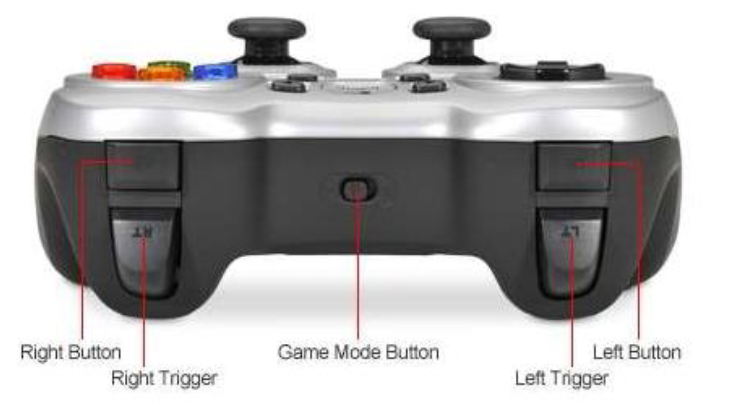 RT
LT
Right Button
Game Mode Button
Left Button
Right Trigger
Left Trigger